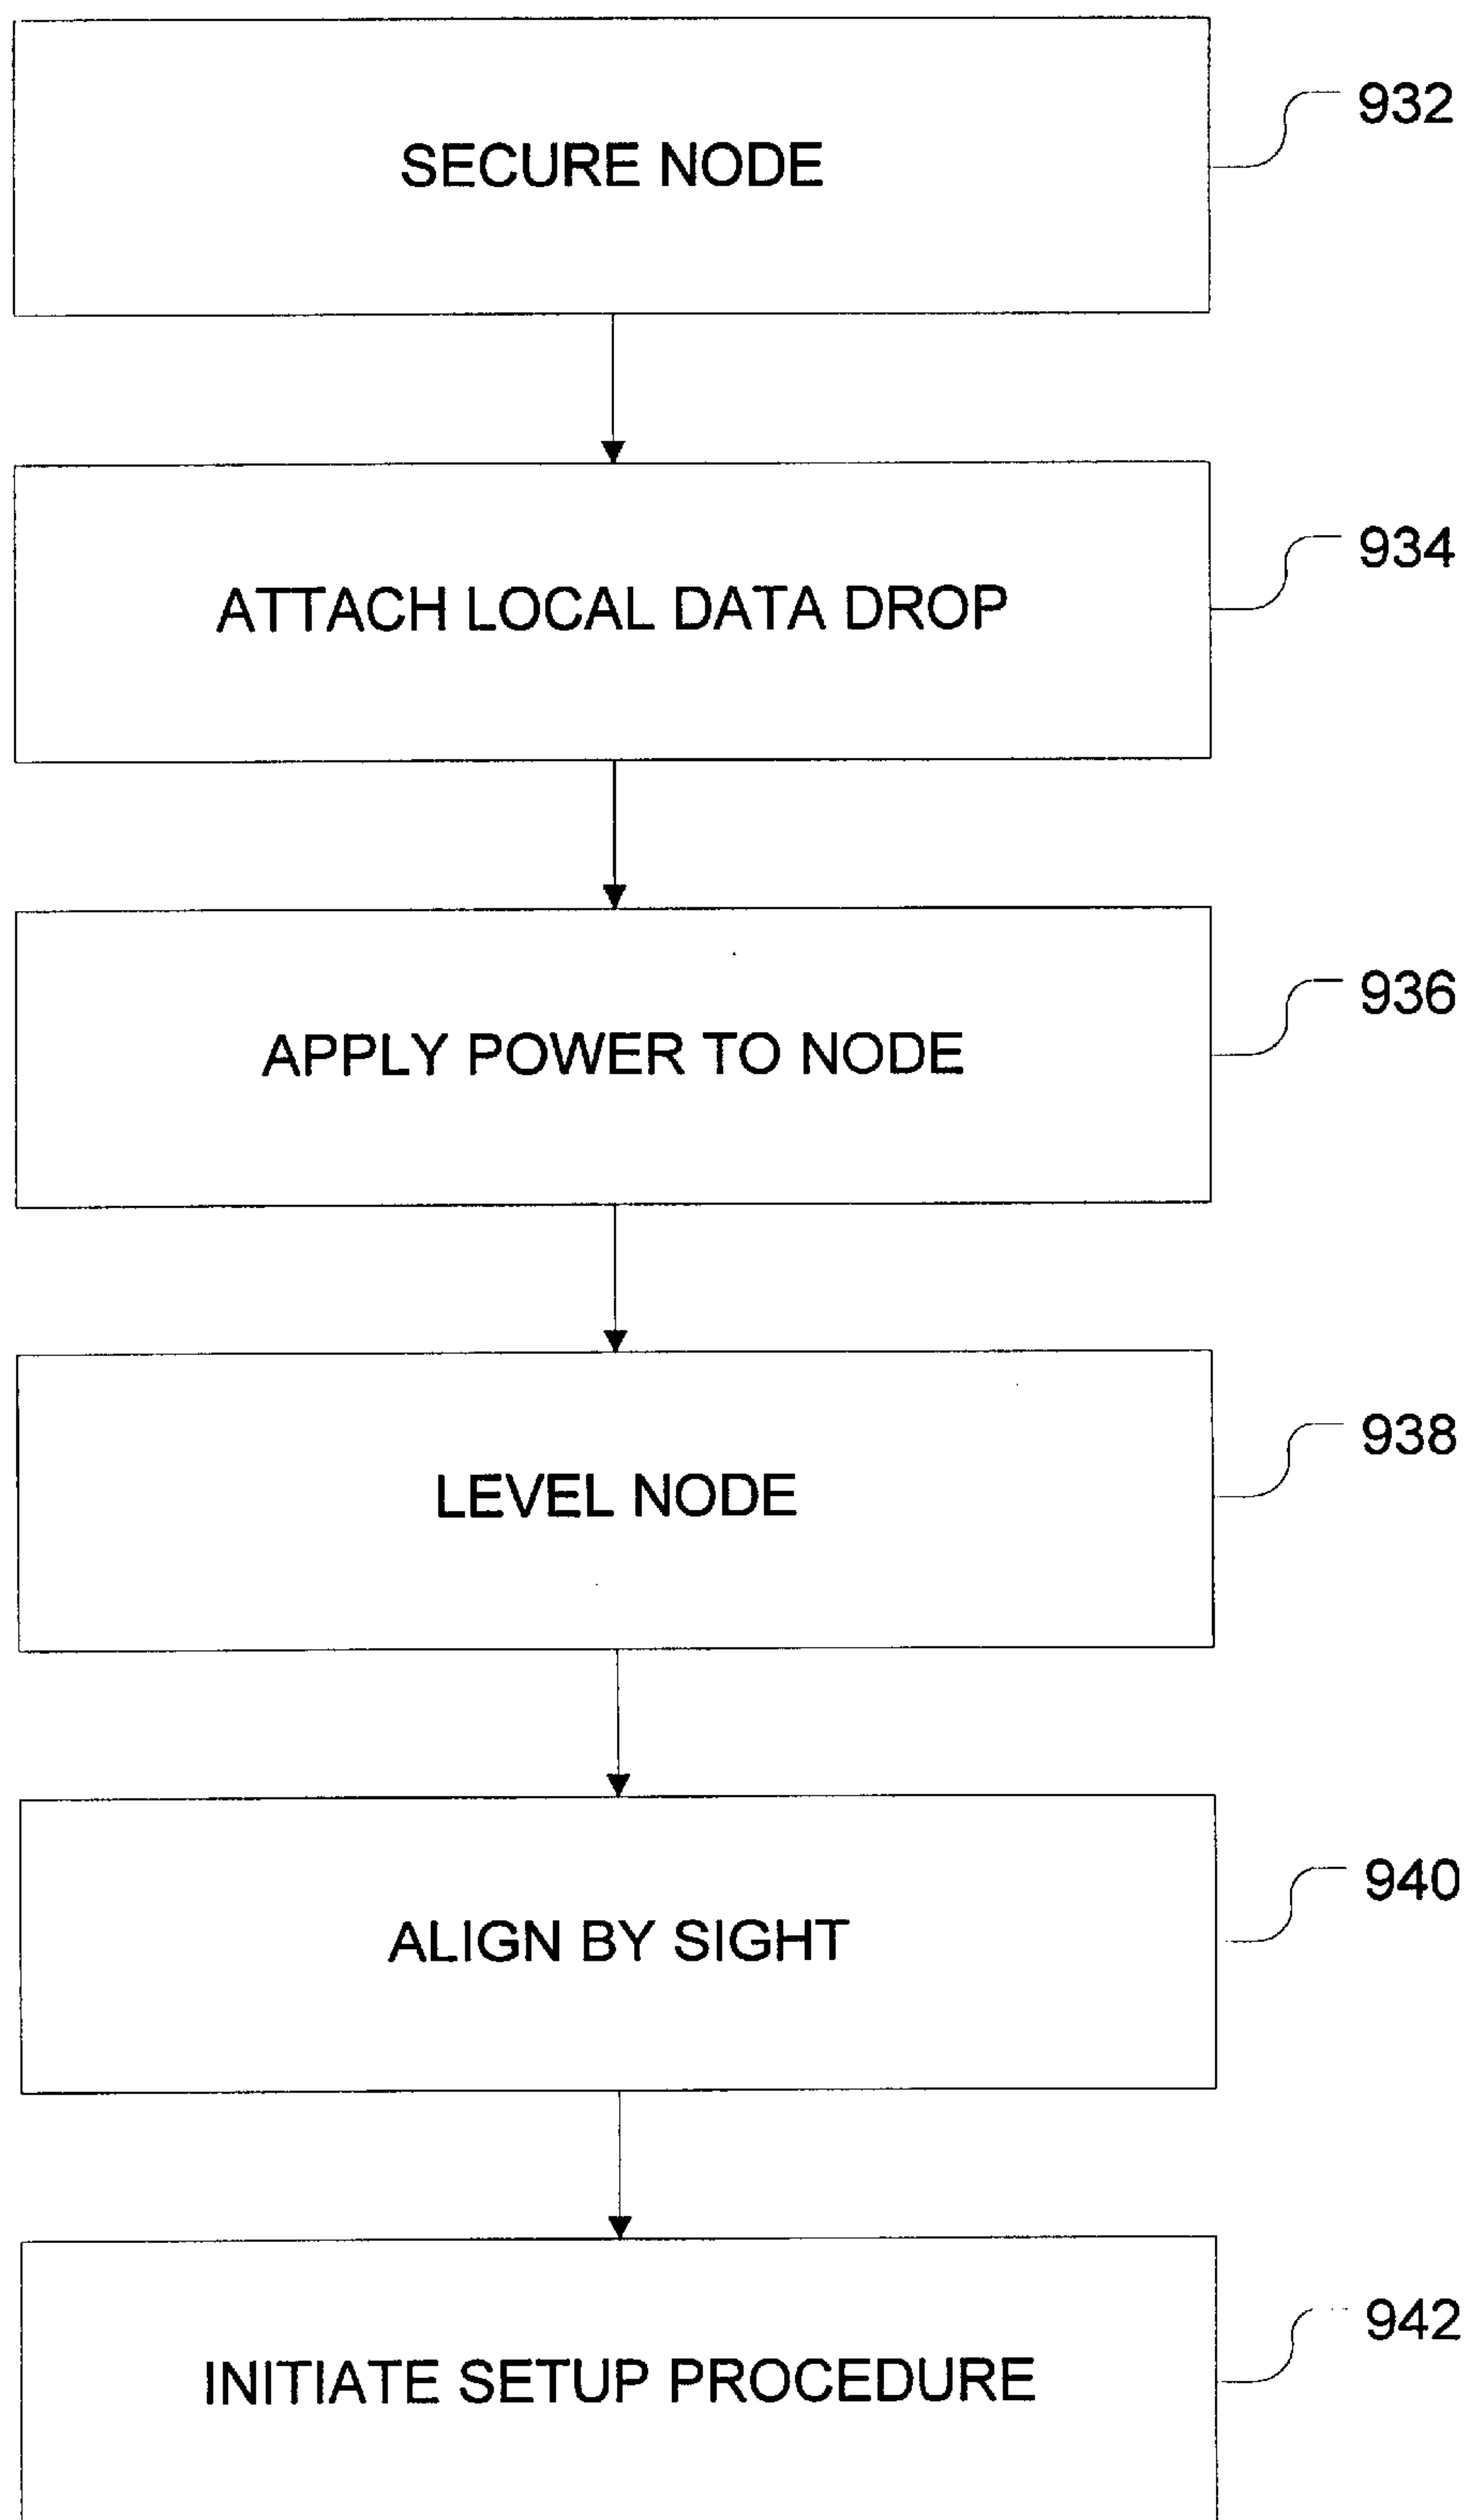 SECURE NODE
932
ATTACH LOCAL DATA DROP
934
APPLY POWER TO NODE
936
LEVEL NODE
938
ALIGN BY SIGHT
940
INITIATE SETUP PROCEDURE
942